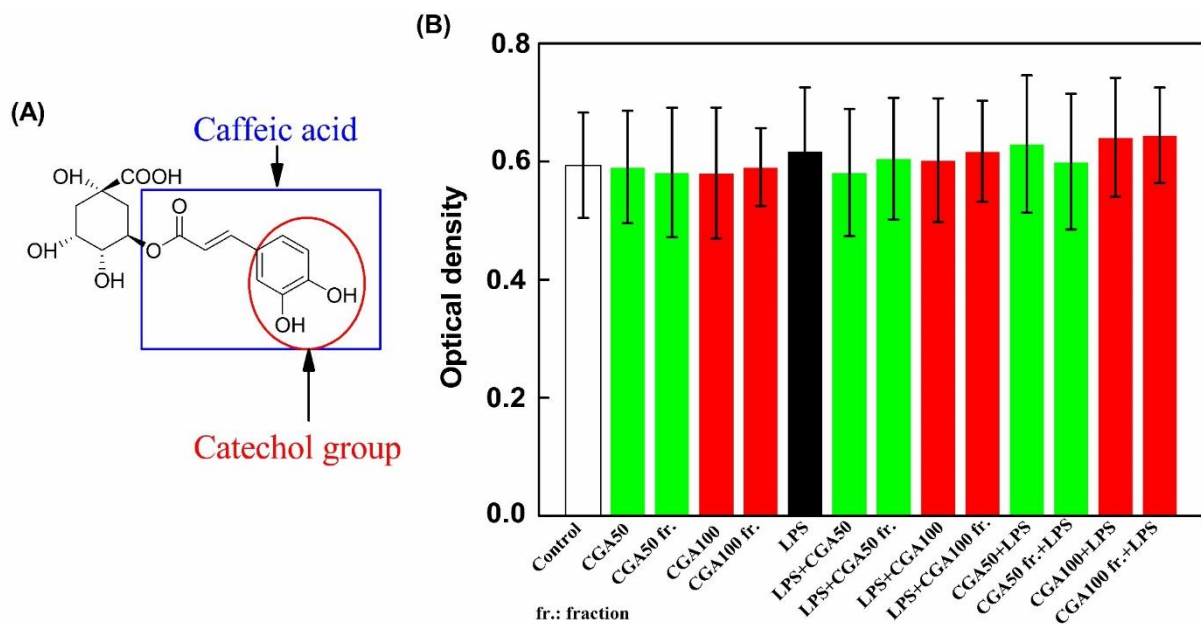 (A)
Caffeic acid
OH
COOH
OH
OH
O
O
OH
OH
Catechol group
(B)
Optical density
0.8
0.6
0.4
0.2
0.0
Control
CGA50
CGA50 fr.
CGA100
CGA100 fr.
LPS
LPS+CGA50
LPS+CGA50 fr.
LPS+CGA100
LPS+CGA100 fr.
CGA50+LPS
CGA50 fr.+LPS
CGA100+LPS
CGA100 fr.+LPS
fr.: fraction